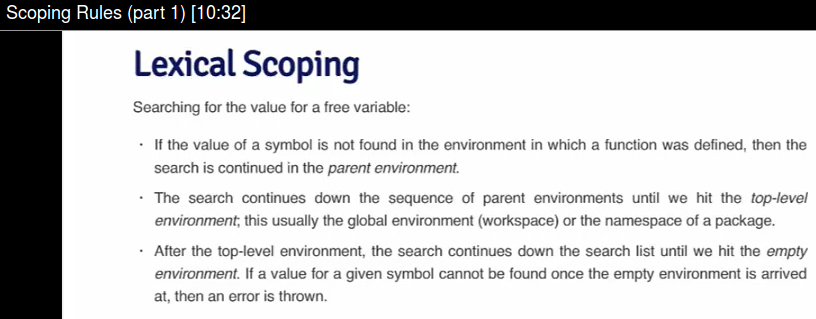 Scoping Rules (part 1) [10:32]
Lexical Scoping
Searching for the value for a free variable:
· If the value of a symbol is not found in the environment in which a function was defined, then the
search is continued in the parent environment.
· The search continues down the sequence of parent environments until we hit the top-level
environment; this usually the global environment (workspace) or the namespace of a package.
· After the top-level environment, the search continues down the search list until we hit the empty
environment. If a value for a given symbol cannot be found once the empty environment is arrived
at, then an error is thrown.